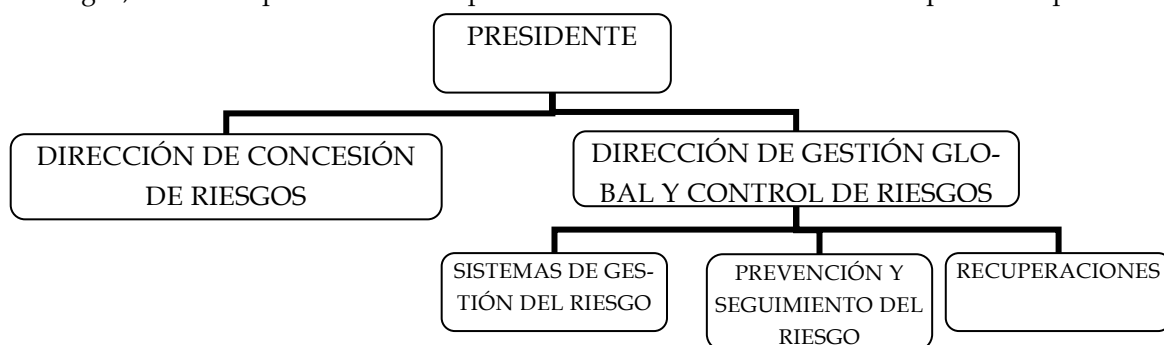 PRESIDENTE
DIRECCIÓN DE CONCESIÓN
DE RIESGOS
DIRECCIÓN DE GESTIÓN GLO-
BAL Y CONTROL DE RIESGOS
SISTEMAS DE GES-
TIÓN DEL RIESGO
PREVENCIÓN Y
SEGUIMIENTO DEL
RIESGO
RECUPERACIONES